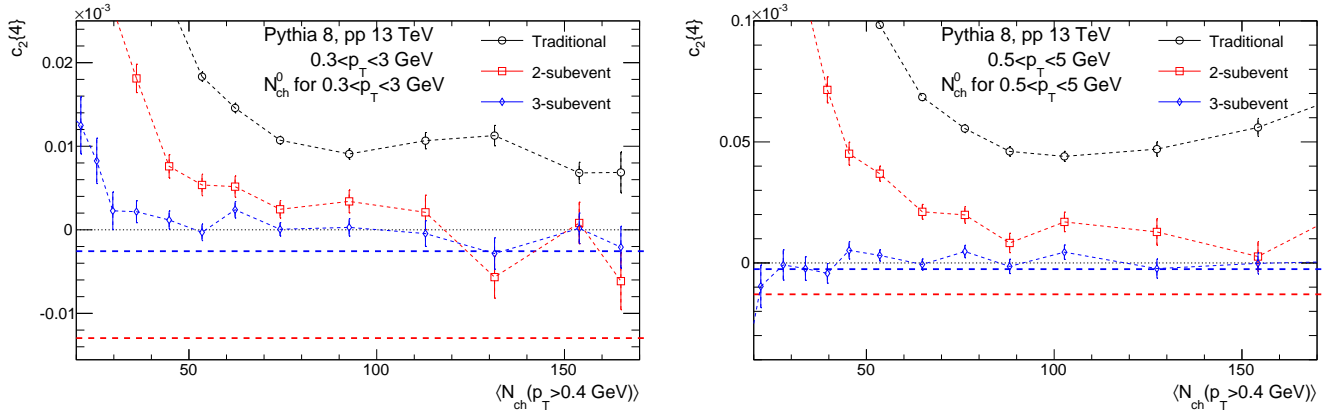 ×10⁻³
c₂{4}
Pythia 8, pp 13 TeV
0.3<p_T<3 GeV
N⁰_ch for 0.3<p_T<3 GeV
Traditional
2-subevent
3-subevent
0.02
0.01
0
-0.01
50
100
150
⟨N_ch(p_T>0.4 GeV)⟩
0.1 ×10⁻³
c₂{4}
Pythia 8, pp 13 TeV
0.5<p_T<5 GeV
N⁰_ch for 0.5<p_T<5 GeV
Traditional
2-subevent
3-subevent
0.05
0
50
100
150
⟨N_ch(p_T>0.4 GeV)⟩